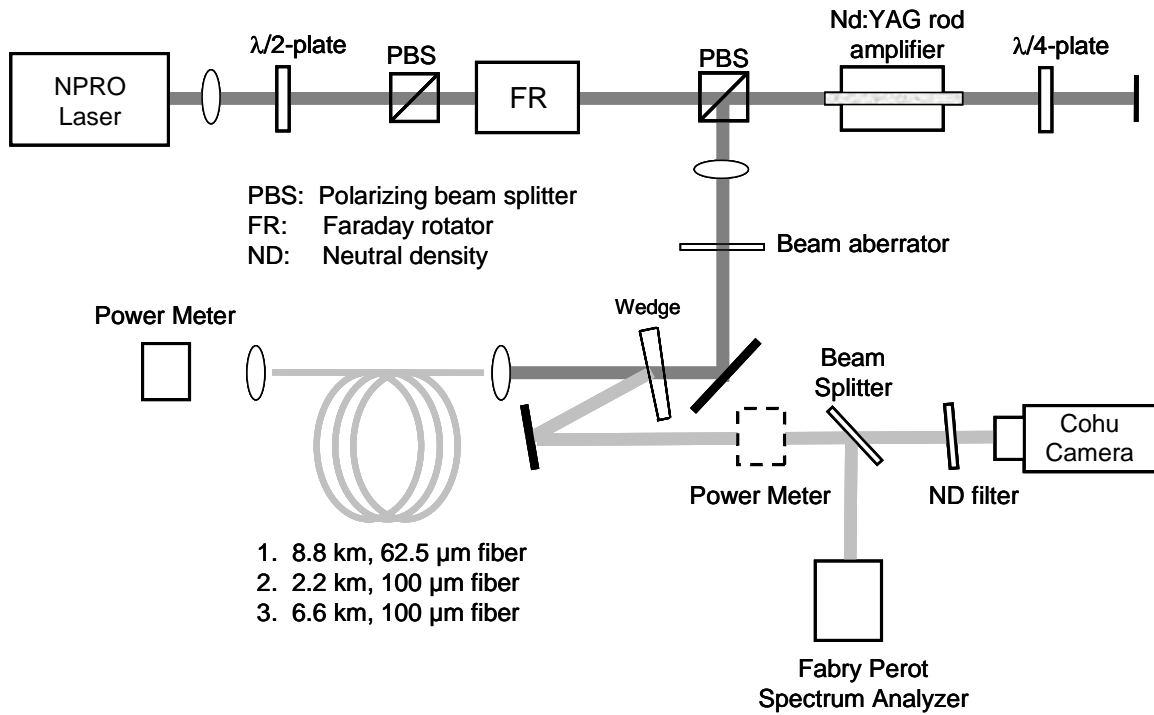 Nd:YAG rod
amplifier
λ/2-plate
PBS
PBS
λ/4-plate
NPRO
Laser
FR
PBS: Polarizing beam splitter
FR: Faraday rotator
ND: Neutral density
Beam aberrator
Wedge
Power Meter
Beam
Splitter
Cohu
Camera
Power Meter
ND filter
1. 8.8 km, 62.5 µm fiber
2. 2.2 km, 100 µm fiber
3. 6.6 km, 100 µm fiber
Fabry Perot
Spectrum Analyzer